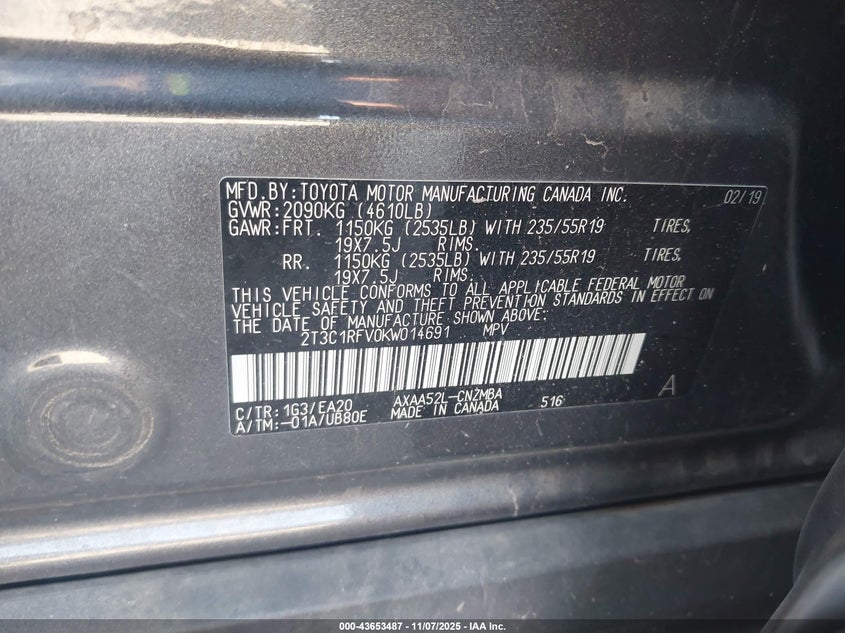 MFD.BY:TOYOTA MOTOR MANUFACTURING CANADA INC. 02/19
GVWR:2090KG (4610LB)
GAWR:FRT. 1150KG (2535LB) WITH 235/55R19 TIRES,
19X7.5J RIMS.
RR. 1150KG (2535LB) WITH 235/55R19 TIRES,
19X7.5J RIMS.
THIS VEHICLE CONFORMS TO ALL APPLICABLE FEDERAL MOTOR
VEHICLE SAFETY AND THEFT PREVENTION STANDARDS IN EFFECT ON
THE DATE OF MANUFACTURE SHOWN ABOVE.
2T3C1RFV0KW014691 MPV
C/TR:1G3/EA20 AXAA52L-CNZMBA A
A/TM:-01A/UB80E MADE IN CANADA 516
000-43653487 - 11/07/2025 - IAA Inc.